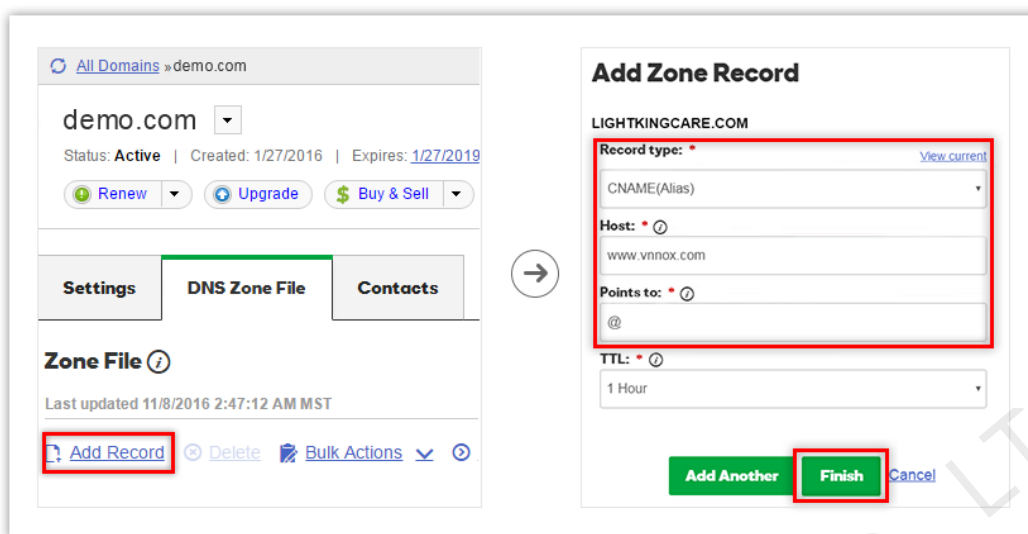 All Domains » demo.com
demo.com
Status: Active | Created: 1/27/2016 | Expires: 1/27/2019
Renew
Upgrade
$ Buy & Sell
Settings
DNS Zone File
Contacts
Zone File
Last updated 11/8/2016 2:47:12 AM MST
Add Record
Delete
Bulk Actions
Add Zone Record
LIGHTKINGCARE.COM
Record type: *
View current
CNAME(Alias)
Host: *
www.vnnox.com
Points to: *
@
TTL: *
1 Hour
Add Another
Finish
Cancel